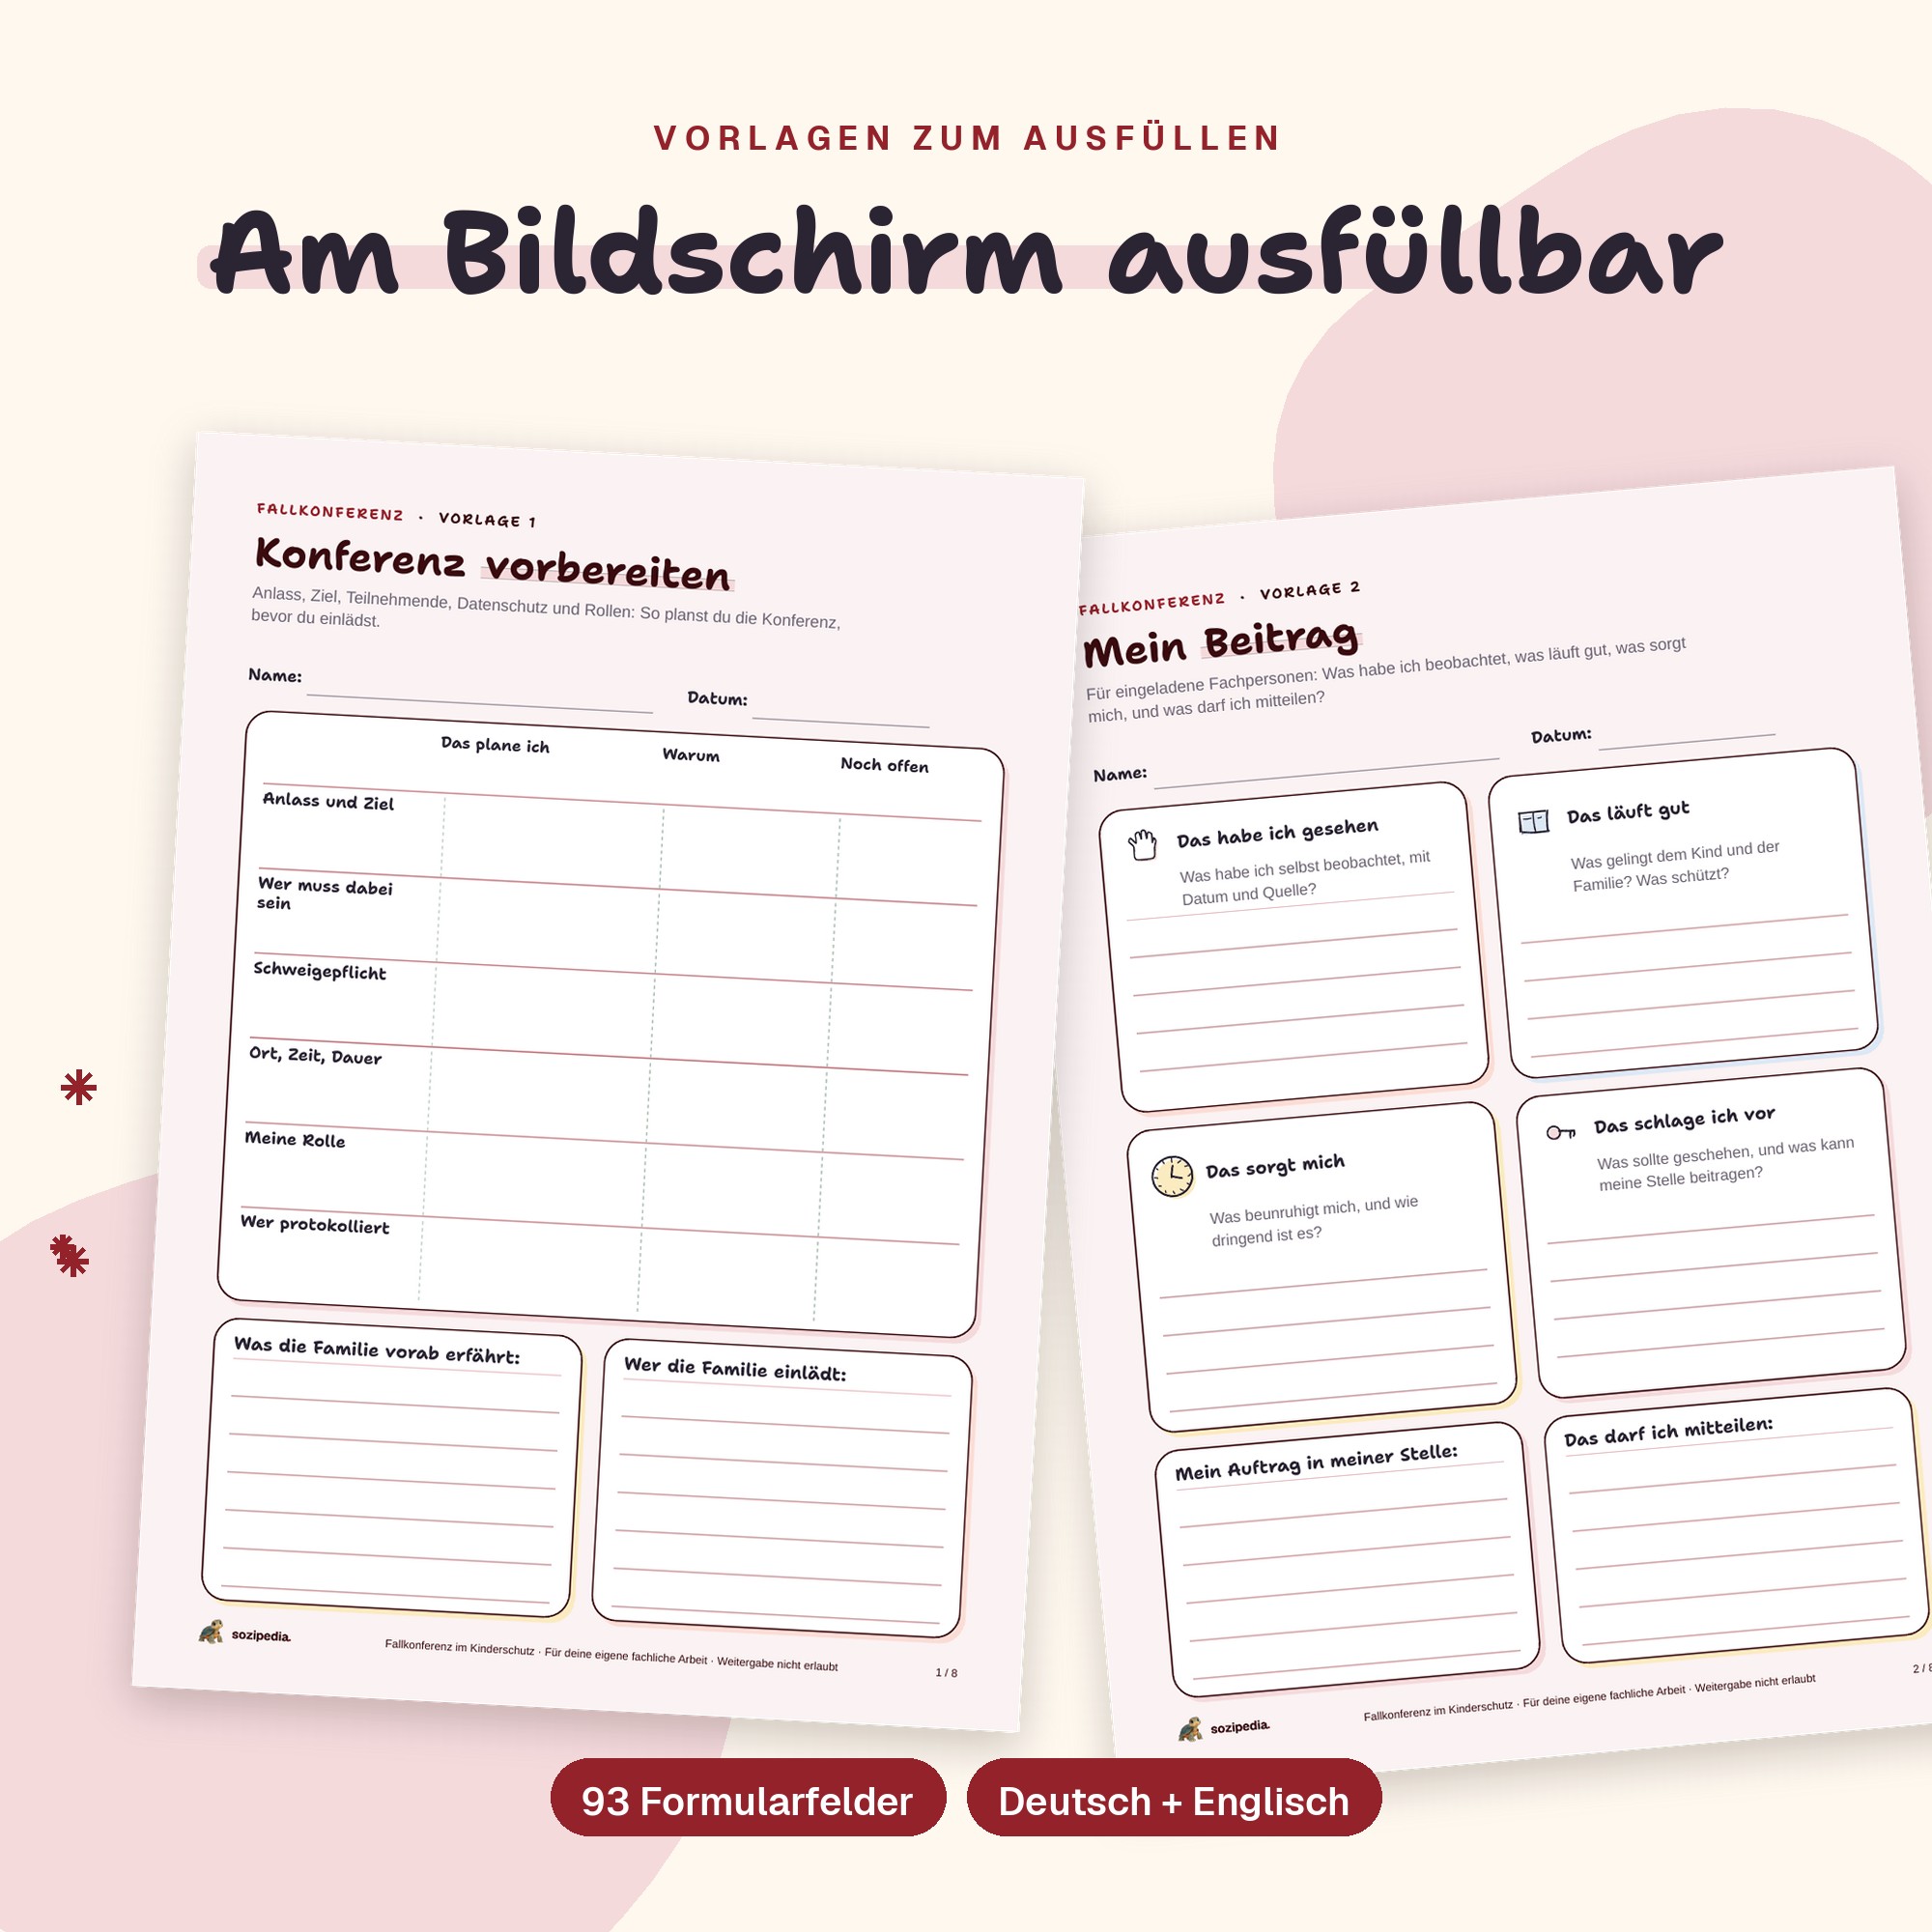 VORLAGEN ZUM AUSFÜLLEN
Am Bildschirm ausfüllbar
FALLKONFERENZ · VORLAGE 1
Konferenz vorbereiten
Anlass, Ziel, Teilnehmende, Datenschutz und Rollen: So planst du die Konferenz,
bevor du einlädst.
Name:
Datum:
Das plane ich
Warum
Noch offen
Anlass und Ziel
Wer muss dabei
sein
Schweigepflicht
Ort, Zeit, Dauer
Meine Rolle
Wer protokolliert
Was die Familie vorab erfährt:
Wer die Familie einlädt:
sozipedia.
Fallkonferenz im Kinderschutz · Für deine eigene fachliche Arbeit · Weitergabe nicht erlaubt
1 / 8
FALLKONFERENZ · VORLAGE 2
Mein Beitrag
Für eingeladene Fachpersonen: Was habe ich beobachtet, was läuft gut, was sorgt
mich, und was darf ich mitteilen?
Name:
Datum:
Das habe ich gesehen
Was habe ich selbst beobachtet, mit
Datum und Quelle?
Das läuft gut
Was gelingt dem Kind und der
Familie? Was schützt?
Das sorgt mich
Was beunruhigt mich, und wie
dringend ist es?
Das schlage ich vor
Was sollte geschehen, und was kann
meine Stelle beitragen?
Mein Auftrag in meiner Stelle:
Das darf ich mitteilen:
sozipedia.
Fallkonferenz im Kinderschutz · Für deine eigene fachliche Arbeit · Weitergabe nicht erlaubt
2 / 8
93 Formularfelder
Deutsch + Englisch